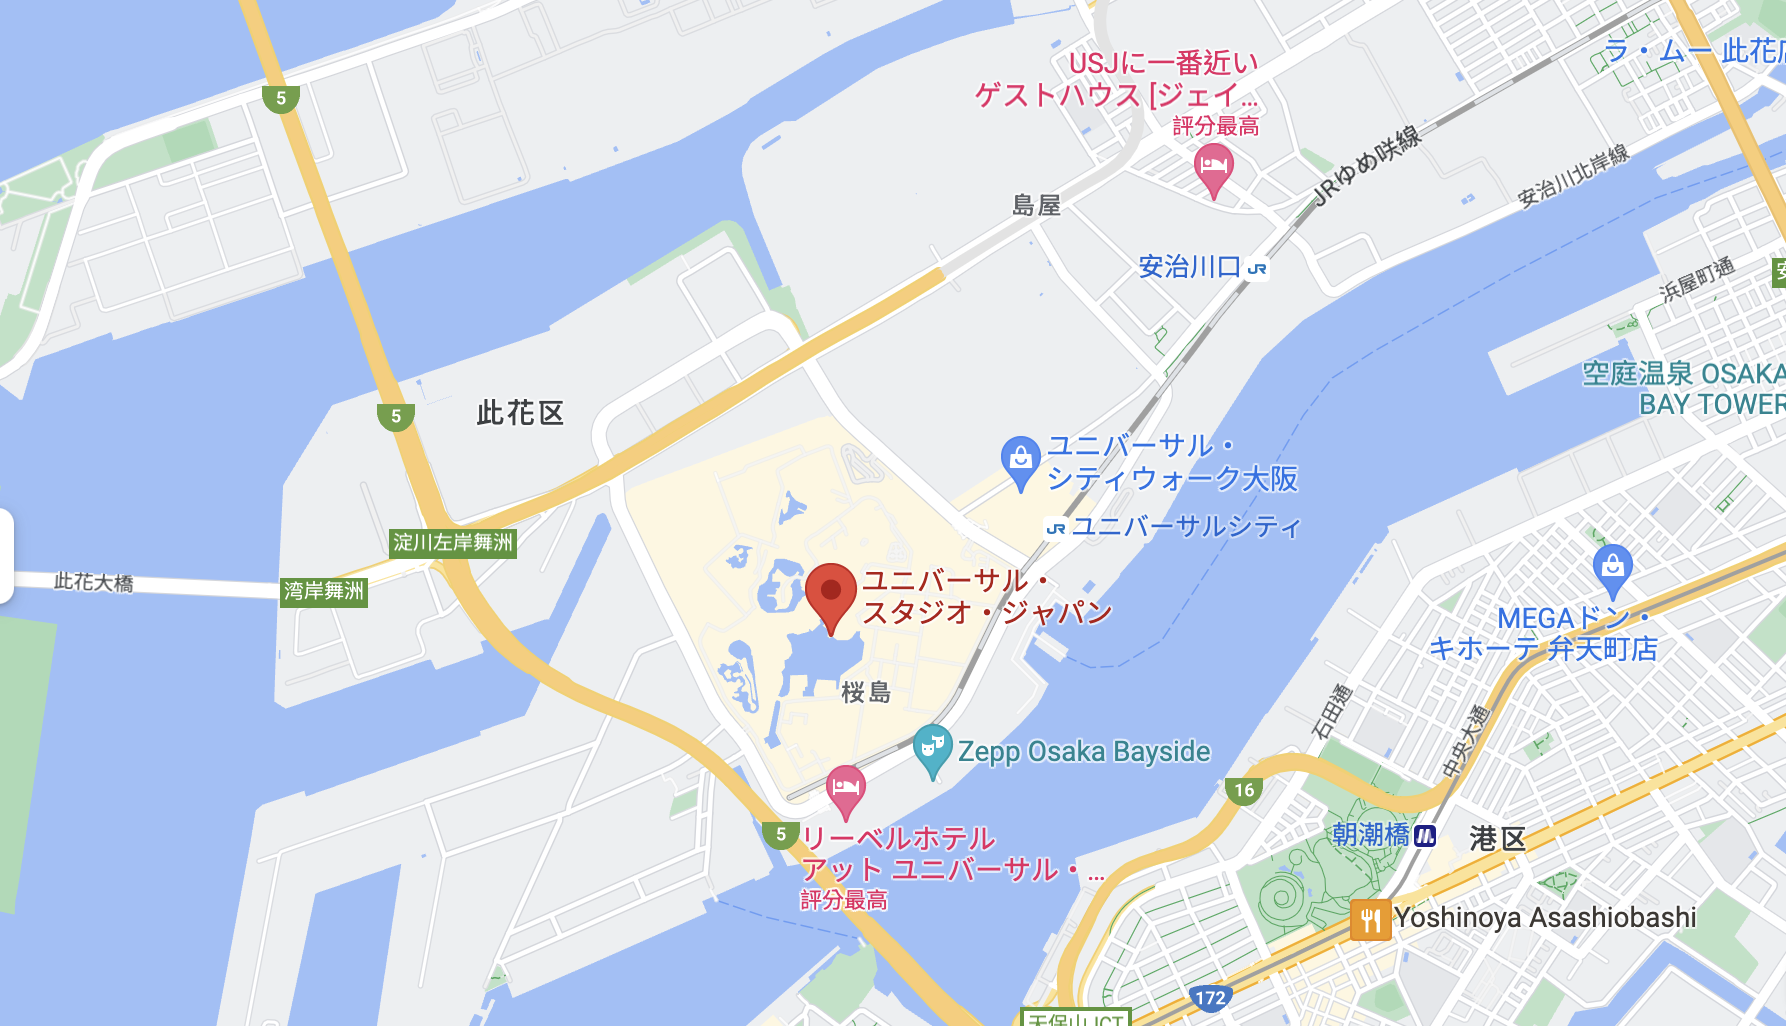 USJに一番近い
ゲストハウス [ジェイ...
評分最高
ラ・ムー 此花店
5
JRゆめ咲線
安治川北岸線
島屋
安治川口
JR
浜屋町通
空庭温泉 OSAKA
BAY TOWER
5
此花区
ユニバーサル・
シティウォーク大阪
JR
ユニバーサルシティ
淀川左岸舞洲
此花大橋
湾岸舞洲
ユニバーサル・
スタジオ・ジャパン
MEGAドン・
キホーテ 弁天町店
桜島
石田通
中央大通
Zepp Osaka Bayside
16
5
リーベルホテル
アット ユニバーサル・...
評分最高
朝潮橋
港区
Yoshinoya Asashiobashi
172